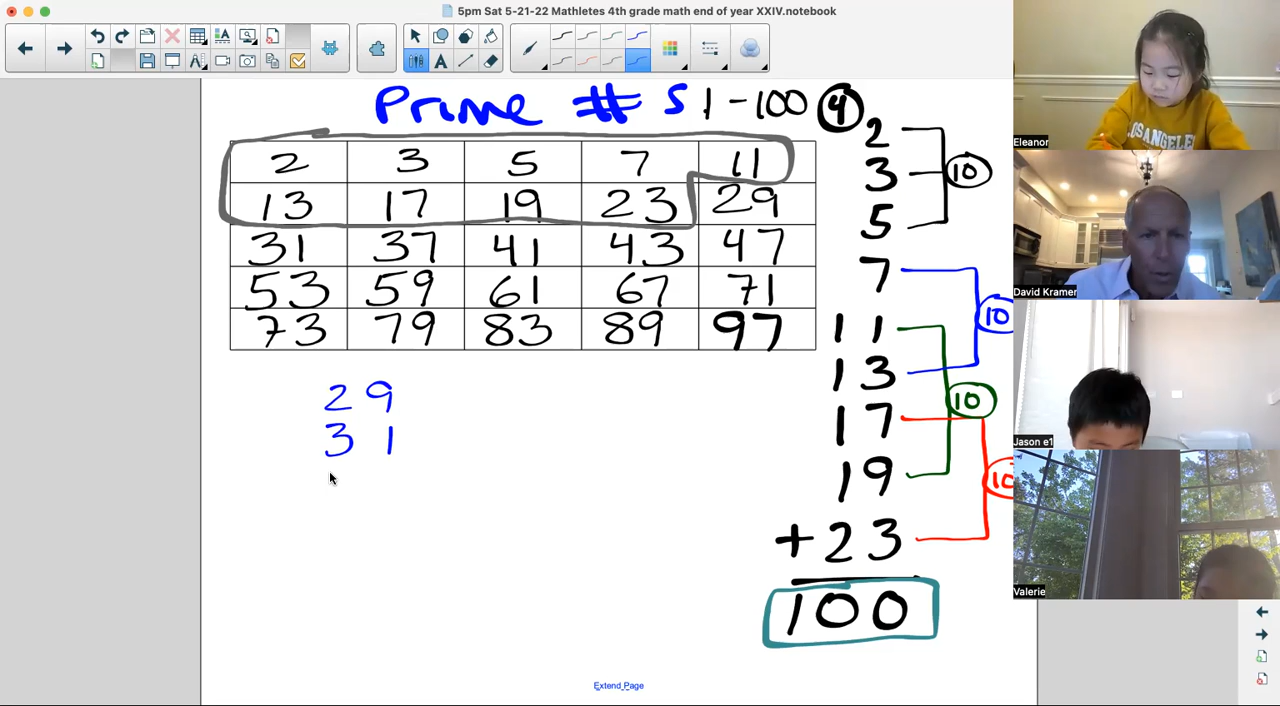 5pm Sat 5-21-22 Mathletes 4th grade math end of year XXIV.notebook
Prime #s 1-100
2 3 5 7 11
13 17 19 23 29
31 37 41 43 47
53 59 61 67 71
73 79 83 89 97
29
31
4
2
3
5
10
7
11
13
10
17
10
19
+23
10
100
Extend Page
Eleanor
LOSANGELES
David Kramer
Jason e1
Valerie